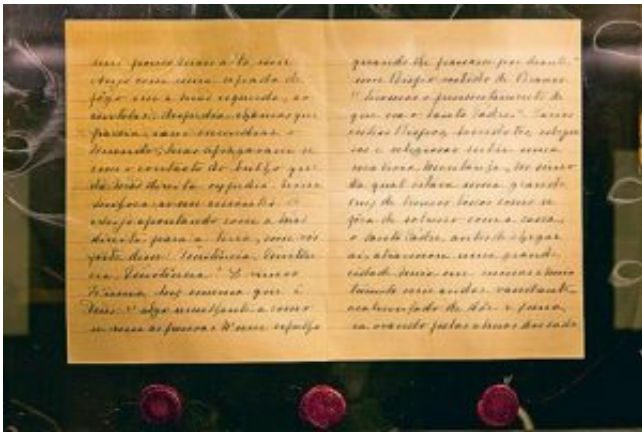 um pouco mais alto um
Anjo com uma espada de
fôgo em a mão esquerda, ao
centilar, despedia chamas que
parecia iam encendiar o
mundo; mas apagavam-se
com o contacto do brilho que
da mão direita expedia
ao seu encontro: O
Anjo apontando com a mão
direita para a terra, com voz
forte disse: Penitência, Penitên-
cia, Penitência! E vimos
n'uma luz emensa que é
Deus: "algo semelhante a como
se vêem as pessoas n'um espelho
quando lhe passam por diante"
um Bispo vestido de Branco
"tivemos o pressentimento de
que era o Santo Padre". Varios
outros Bispos, Sacerdotes, religio
sos e religiosas subir uma
montanha, no cimo
da qual estava uma grande
Cruz de troncos toscos como se
fôra de sobreiro com a casca;
o Santo Padre, antes de chegar
aí, atravessou uma grande
cidade meia em ruínas, e meio
trémulo com andar vacilante,
acabrunhado de dôr e pena,
ia orando pelas almas dos cada